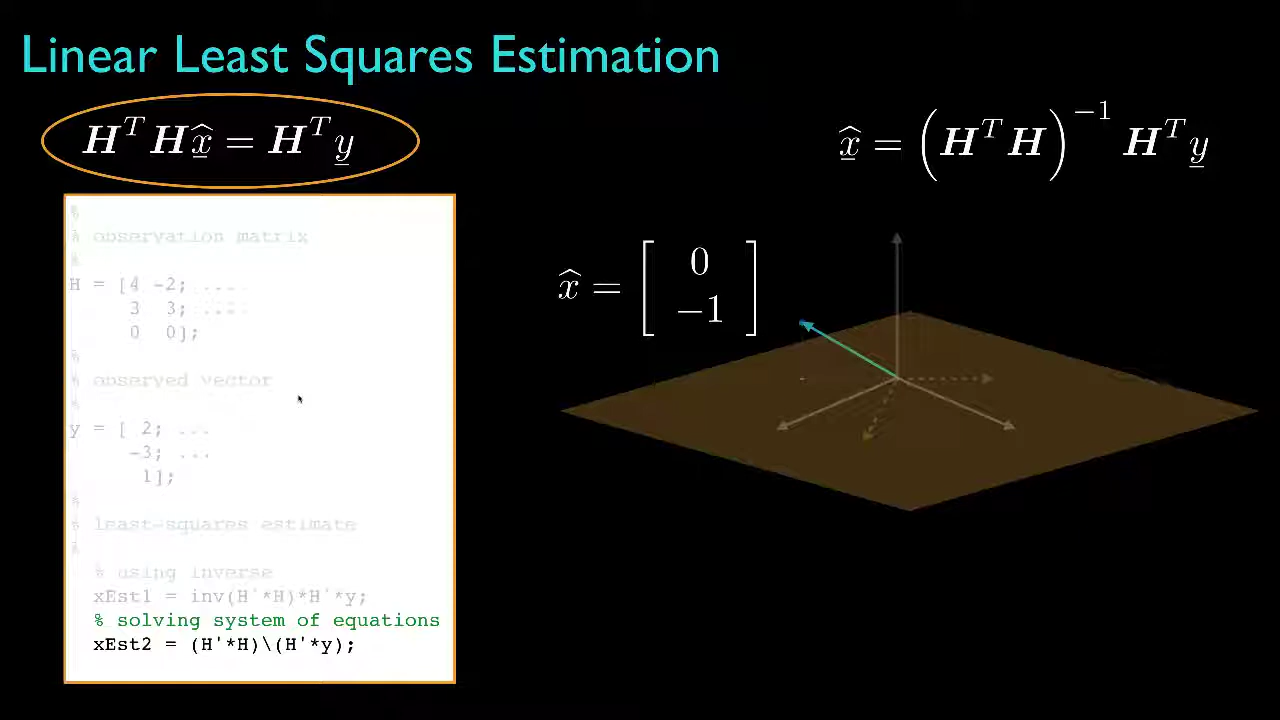 Linear Least Squares Estimation
H^T H x̂ = H^T y
x̂ = (H^T H)^{-1} H^T y
%
% observation matrix
%
H = [4 -2; ...
3 3; ...
0 0];
%
% observed vector
%
y = [ 2; ...
-3; ...
1];
%
% least-squares estimate
%
% using inverse
xEst1 = inv(H'*H)*H'*y;
% solving system of equations
xEst2 = (H'*H)\(H'*y);
x̂ = [ 0
−1 ]